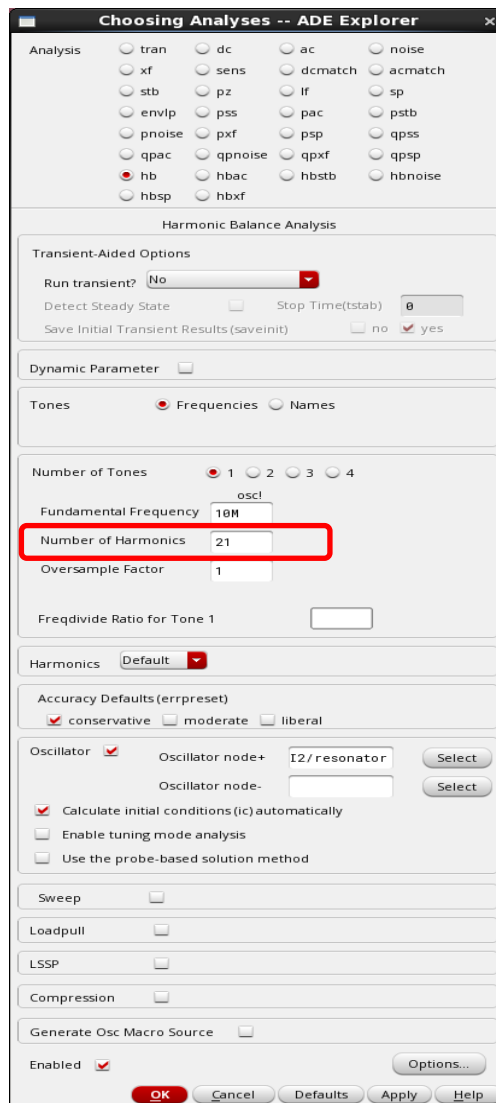 Choosing Analyses -- ADE Explorer ×
Analysis tran dc ac noise
xf sens dcmatch acmatch
stb pz lf sp
envlp pss pac pstb
pnoise pxf psp qpss
qpac qpnoise qpxf qpsp
hb hbac hbstb hbnoise
hbsp hbxf
Harmonic Balance Analysis
Transient-Aided Options
Run transient? No
Detect Steady State Stop Time(tstab) 0
Save Initial Transient Results (saveinit) no yes
Dynamic Parameter
Tones Frequencies Names
Number of Tones 1 2 3 4
osc!
Fundamental Frequency 10M
Number of Harmonics 21
Oversample Factor 1
Freqdivide Ratio for Tone 1
Harmonics Default
Accuracy Defaults (errpreset)
conservative moderate liberal
Oscillator Oscillator node+ I2/resonator Select
Oscillator node- Select
Calculate initial conditions (ic) automatically
Enable tuning mode analysis
Use the probe-based solution method
Sweep
Loadpull
LSSP
Compression
Generate Osc Macro Source
Enabled Options...
OK Cancel Defaults Apply Help